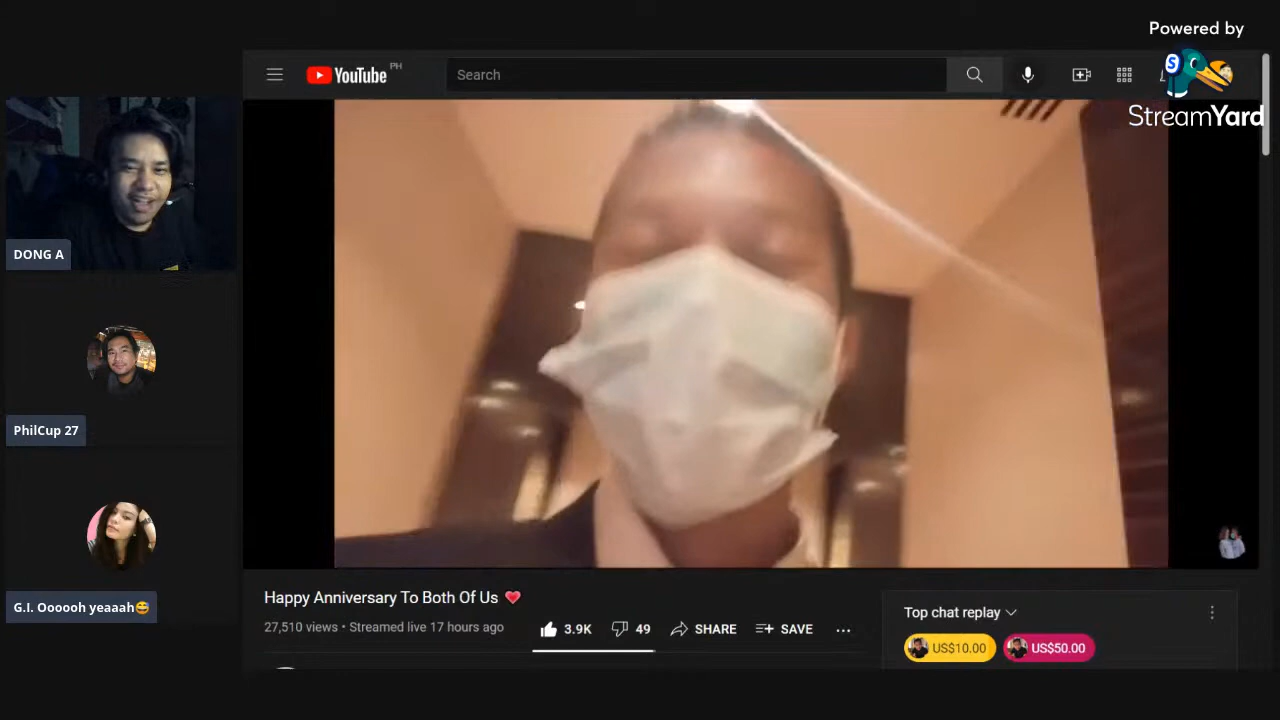 Powered by
StreamYard
YouTube PH
Search
DONG A
PhilCup 27
G.I. Oooooh yeaaah😅
Happy Anniversary To Both Of Us ❤️
27,510 views • Streamed live 17 hours ago
3.9K
49
SHARE
SAVE
Top chat replay
US$10.00
US$50.00